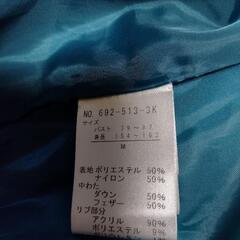 NO. 692-513-3K
サイズ
バスト 79~87
身長 154~162
M
表地 ポリエステル 50%
ナイロン 50%
中わた
ダウン 50%
フェザー 50%
リブ部分
アクリル 90%
ポリエステル 9%